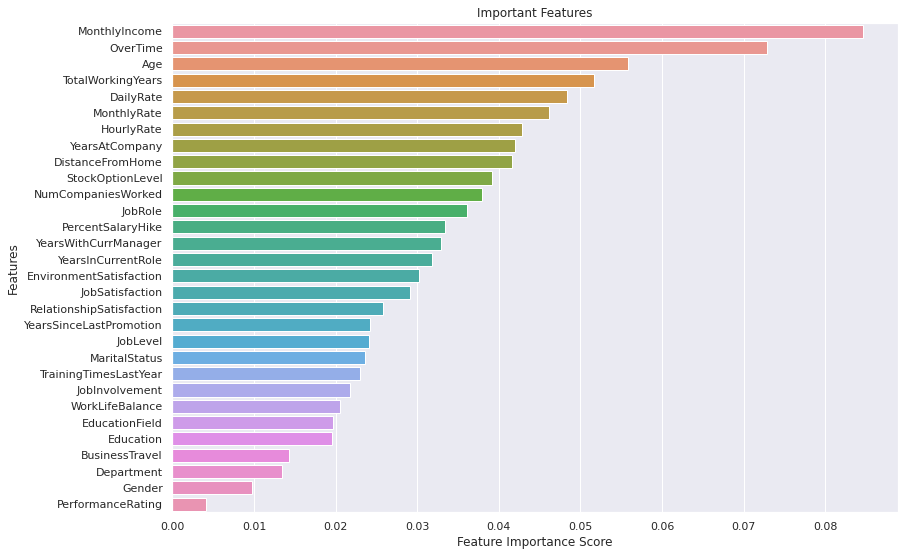 Important Features
Features
MonthlyIncome
OverTime
Age
TotalWorkingYears
DailyRate
MonthlyRate
HourlyRate
YearsAtCompany
DistanceFromHome
StockOptionLevel
NumCompaniesWorked
JobRole
PercentSalaryHike
YearsWithCurrManager
YearsInCurrentRole
EnvironmentSatisfaction
JobSatisfaction
RelationshipSatisfaction
YearsSinceLastPromotion
JobLevel
MaritalStatus
TrainingTimesLastYear
JobInvolvement
WorkLifeBalance
EducationField
Education
BusinessTravel
Department
Gender
PerformanceRating
0.00 0.01 0.02 0.03 0.04 0.05 0.06 0.07 0.08
Feature Importance Score